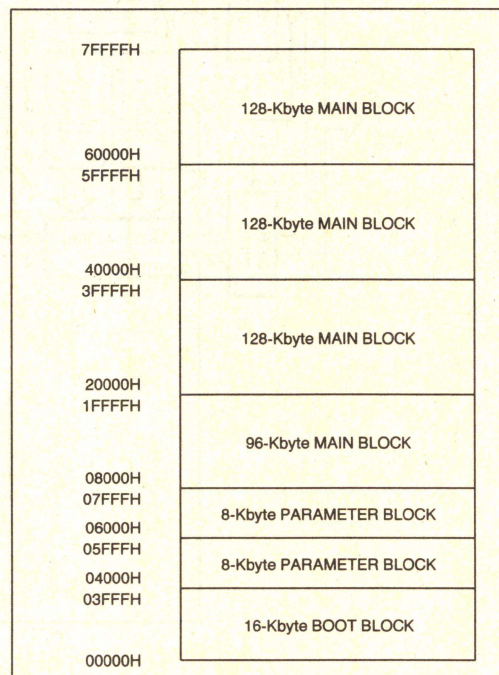 7FFFFH
128-Kbyte MAIN BLOCK
60000H
5FFFFH
128-Kbyte MAIN BLOCK
40000H
3FFFFH
128-Kbyte MAIN BLOCK
20000H
1FFFFH
96-Kbyte MAIN BLOCK
08000H
07FFFH
8-Kbyte PARAMETER BLOCK
06000H
05FFFH
8-Kbyte PARAMETER BLOCK
04000H
03FFFH
16-Kbyte BOOT BLOCK
00000H